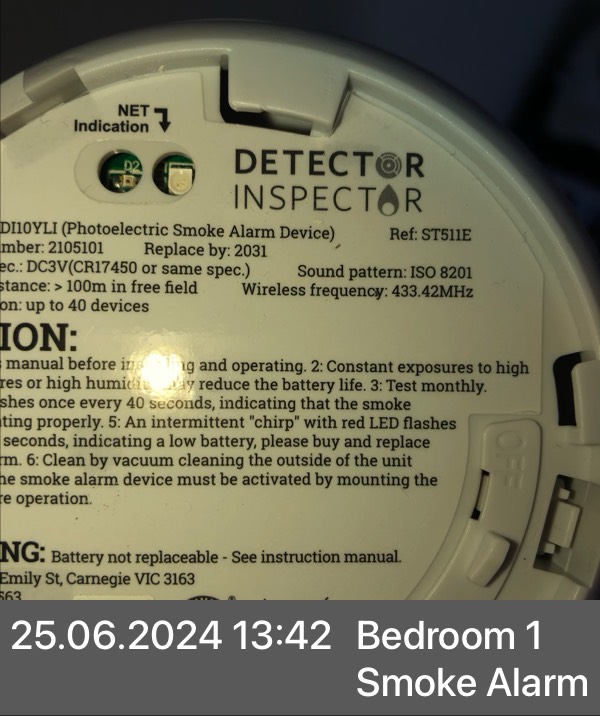 NET
Indication
D2
DETECTOR
INSPECTOR
DI10YLI (Photoelectric Smoke Alarm Device) Ref: ST511E
mber: 2105101 Replace by: 2031
ec.: DC3V(CR17450 or same spec.) Sound pattern: ISO 8201
stance: > 100m in free field Wireless frequency: 433.42MHz
on: up to 40 devices
ION:
manual before and operating. 2: Constant exposures to high
res or high reduce the battery life. 3: Test monthly.
shes once every 40 seconds, indicating that the smoke
ting properly. 5: An intermittent "chirp" with red LED flashes
seconds, indicating a low battery, please buy and replace
rm. 6: Clean by vacuum cleaning the outside of the unit
he smoke alarm device must be activated by mounting the
re operation.
OFF
NG: Battery not replaceable - See instruction manual.
Emily St, Carnegie VIC 3163
563
25.06.2024 13:42 Bedroom 1
Smoke Alarm